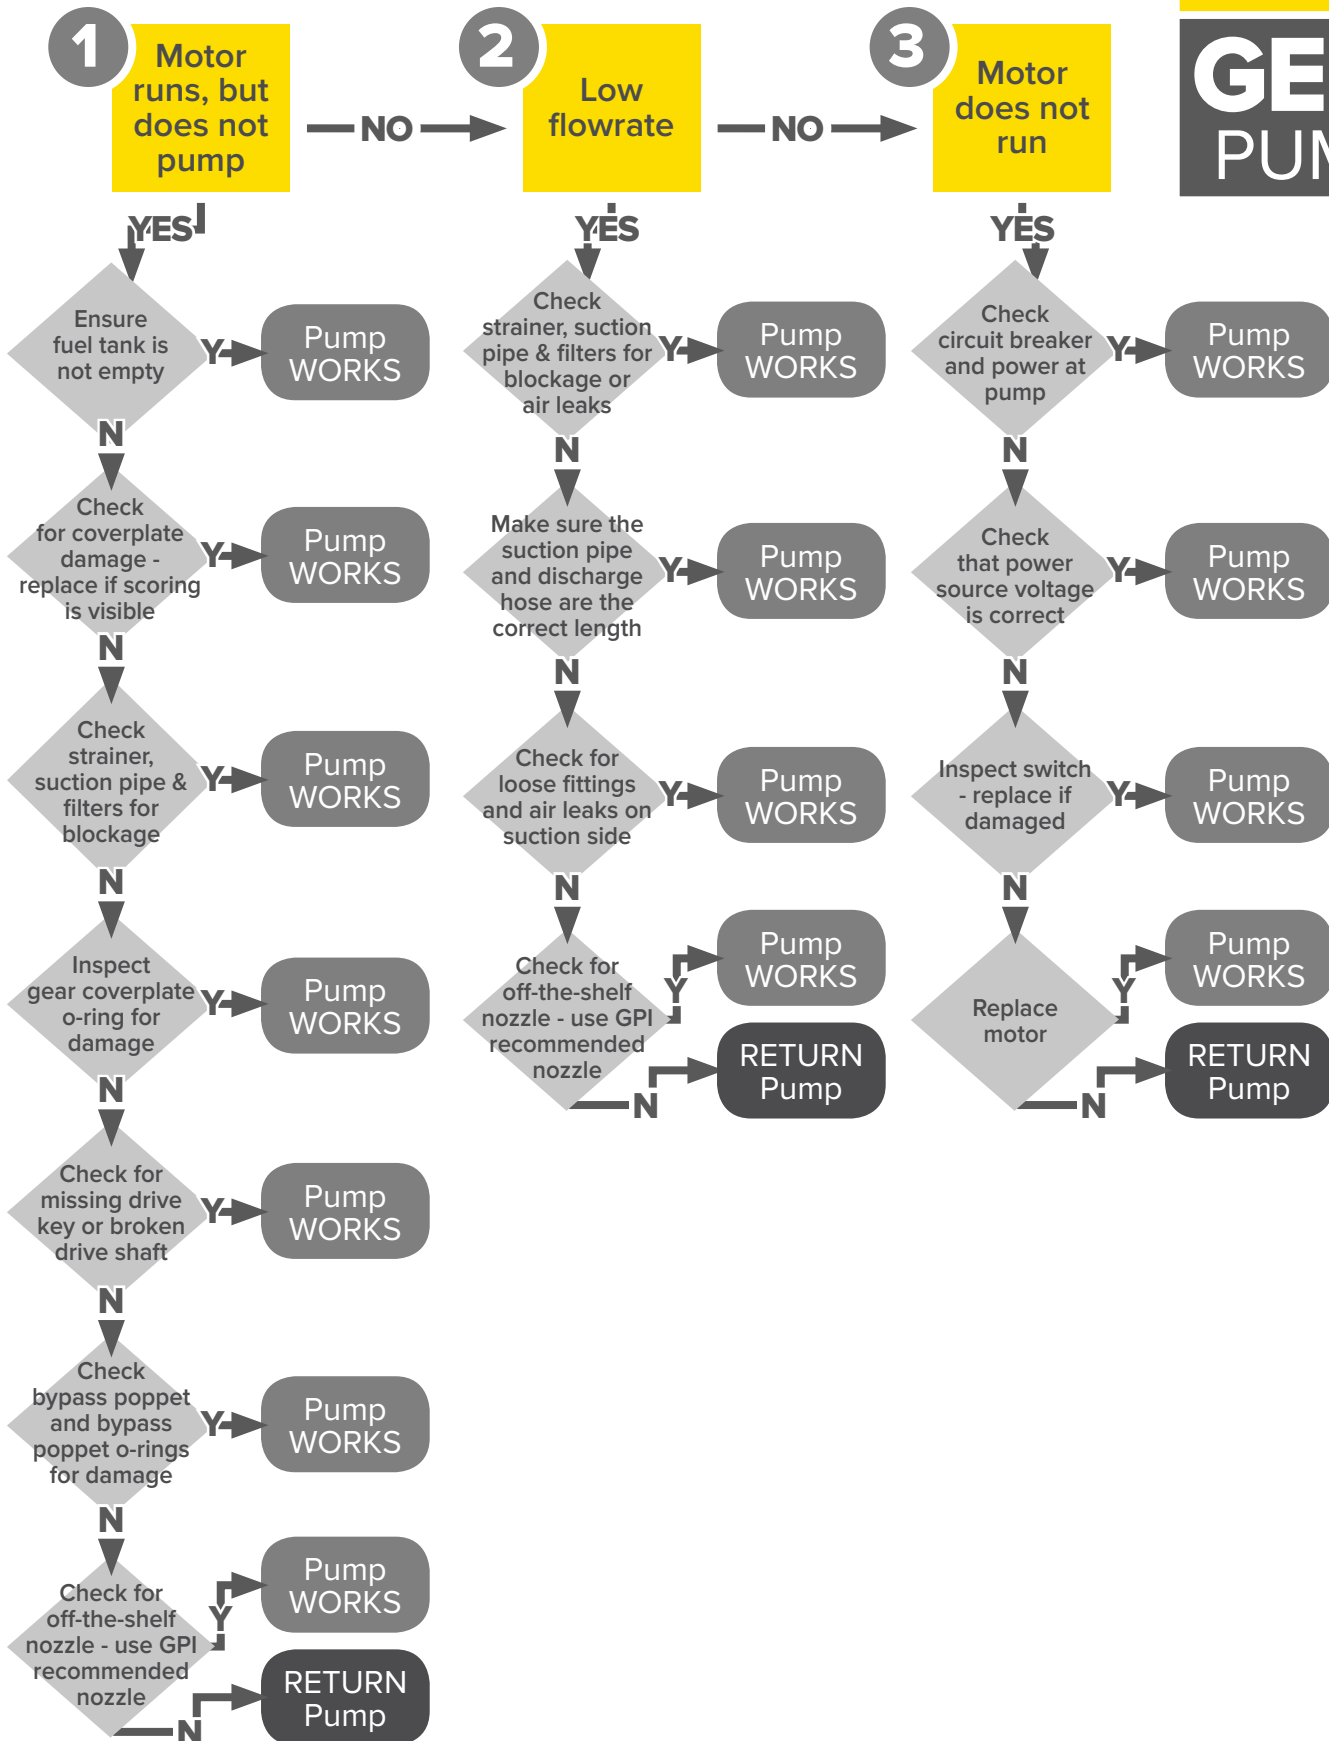 1
Motor
runs, but
does not
pump
NO
2
Low
flowrate
NO
3
Motor
does not
run
GE
PUM
YES
Ensure
fuel tank is
not empty
Y
Pump
WORKS
N
Check
for coverplate
damage -
replace if scoring
is visible
Y
Pump
WORKS
N
Check
strainer,
suction pipe &
filters for
blockage
Y
Pump
WORKS
N
Inspect
gear coverplate
o-ring for
damage
Y
Pump
WORKS
N
Check for
missing drive
key or broken
drive shaft
Y
Pump
WORKS
N
Check
bypass poppet
and bypass
poppet o-rings
for damage
Y
Pump
WORKS
N
Check for
off-the-shelf
nozzle - use GPI
recommended
nozzle
Y
Pump
WORKS
N
RETURN
Pump
YES
Check
strainer, suction
pipe & filters for
blockage or
air leaks
Y
Pump
WORKS
N
Make sure the
suction pipe
and discharge
hose are the
correct length
Y
Pump
WORKS
N
Check for
loose fittings
and air leaks on
suction side
Y
Pump
WORKS
N
Check for
off-the-shelf
nozzle - use GPI
recommended
nozzle
Y
Pump
WORKS
N
RETURN
Pump
YES
Check
circuit breaker
and power at
pump
Y
Pump
WORKS
N
Check
that power
source voltage
is correct
Y
Pump
WORKS
N
Inspect switch
- replace if
damaged
Y
Pump
WORKS
N
Replace
motor
Y
Pump
WORKS
N
RETURN
Pump